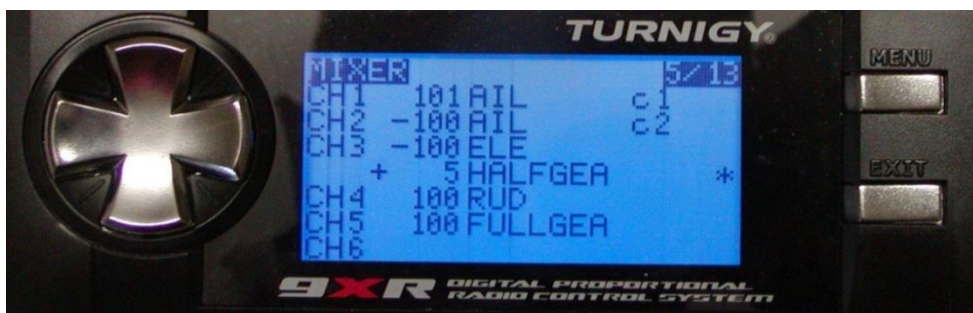 TURNIGY®
MENU
MIXER 5/13
CH1 101 AIL c1
CH2 -100 AIL c2
CH3 -100 ELE
+ 5 HALFGEA *
CH4 100 RUD
CH5 100 FULLGEA
CH6
EXIT
9XR DIGITAL PROPORTIONAL
RADIO CONTROL SYSTEM